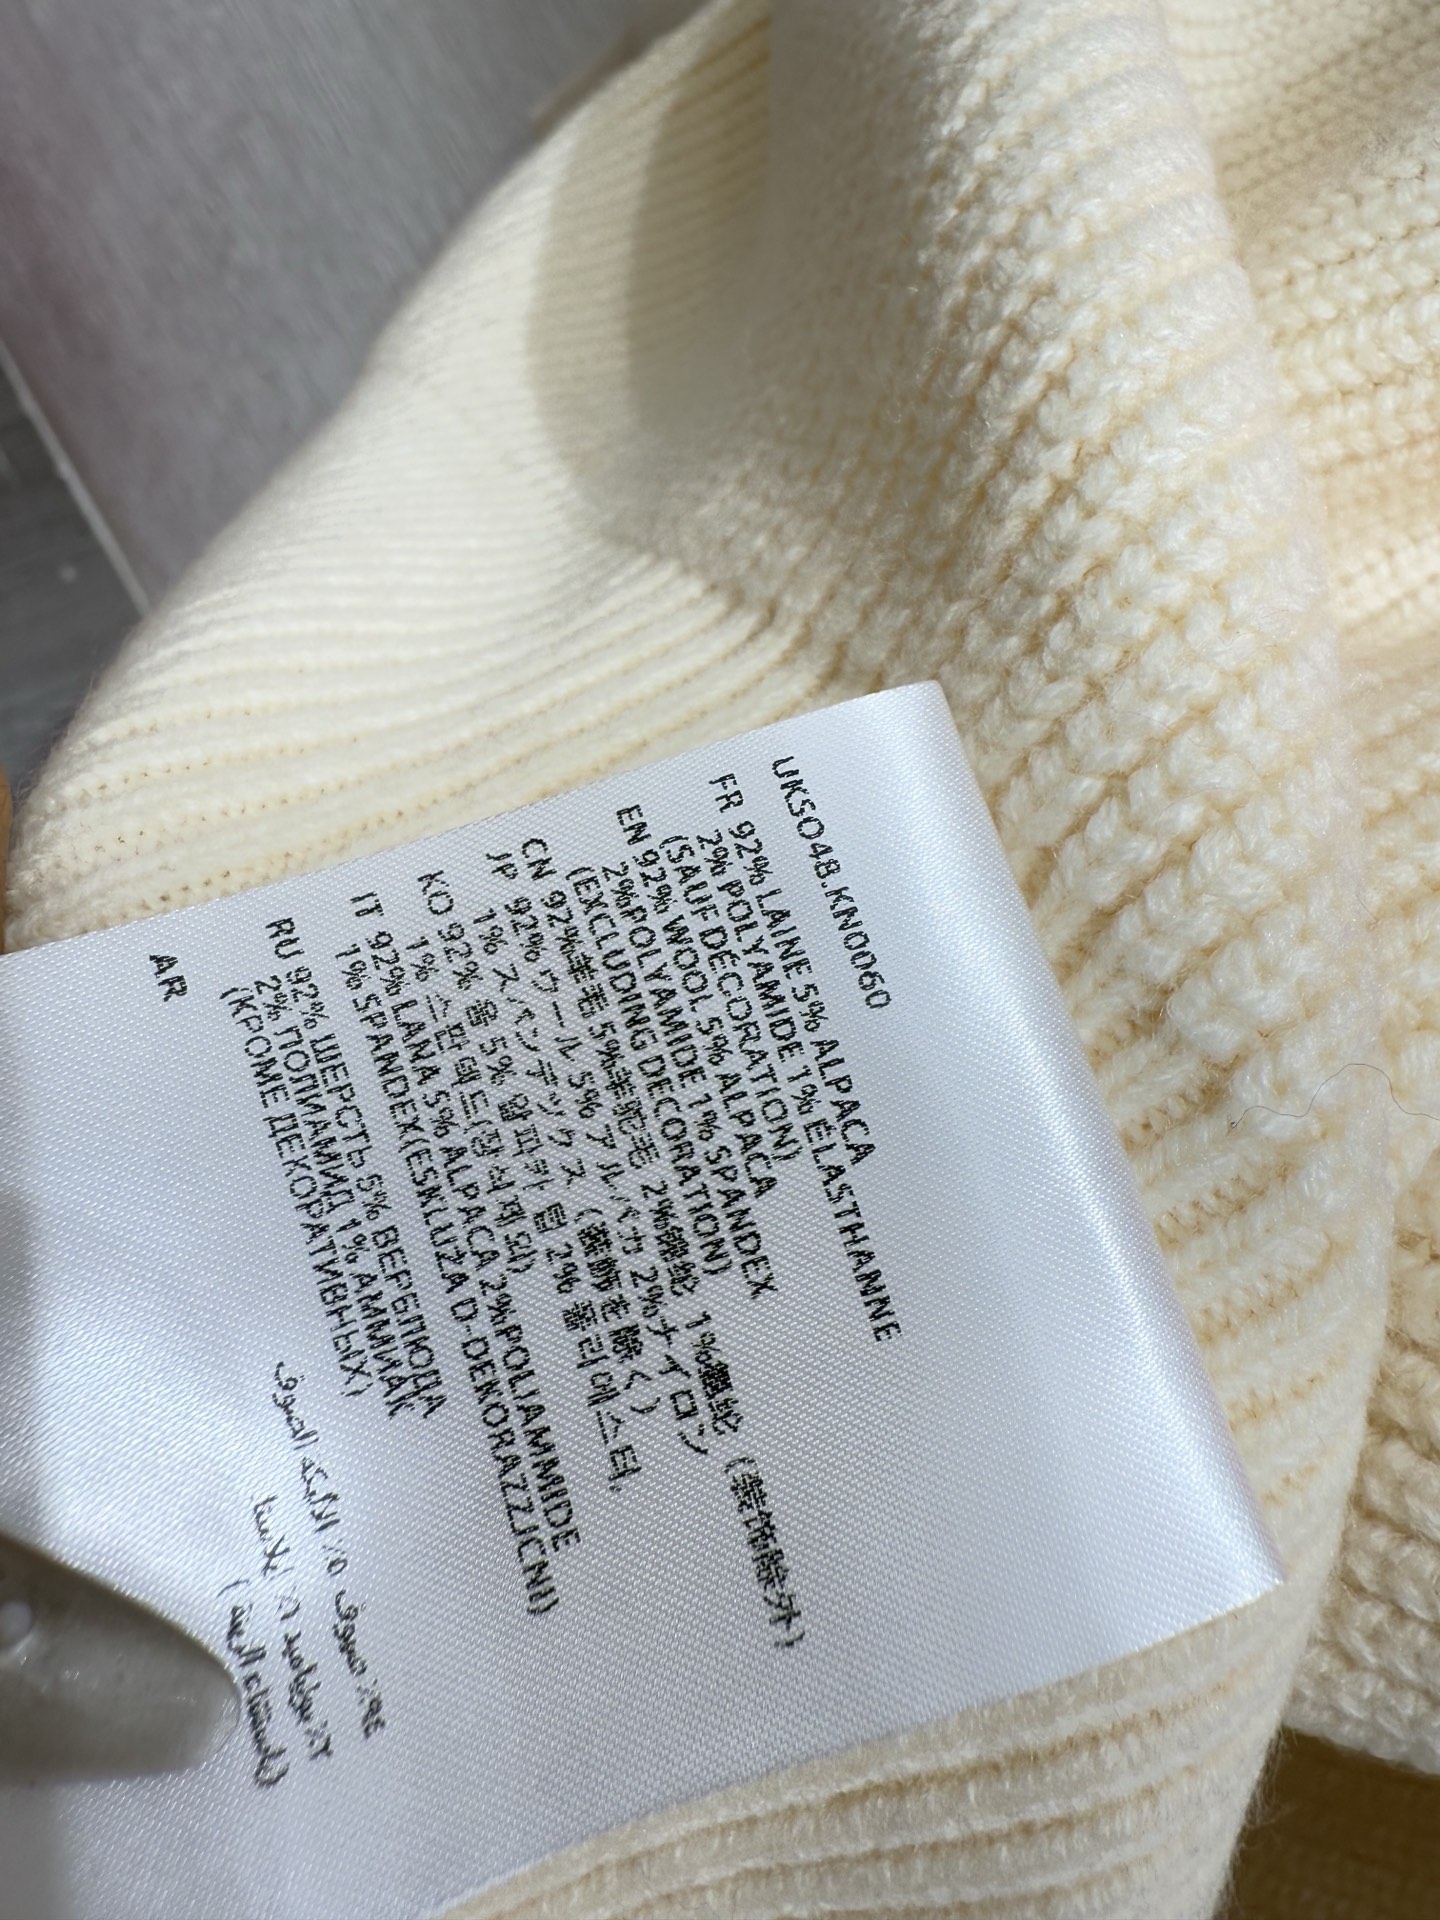 UKS048.KN0060
FR 92% LAINE 5% ALPACA
2% POLYAMIDE 1% ÉLASTHANNE
(SAUF DÉCORATION)
EN 92% WOOL 5% ALPACA
2%POLYAMIDE 1% SPANDEX
(EXCLUDING DECORATION)
CN 92%羊毛 5%羊驼毛 2%锦纶 1%氨纶 (装饰除外)
JP 92% ウール 5% アルパカ 2%ナイロン
1% スパンデックス (装飾を除く)
KO 92% 울 5% 알파카 털 2% 폴리에스터,
1% 스판덱드(장식제외)
IT 92% LANA 5% ALPACA 2%POLIAMMIDE
1% SPANDEX(ESKLUZA D-DEKORAZZJCNI)
RU 92% ШЕРСТЬ 5% ВЕРБЛЮДА
2% ПОЛИАМИД 1% АММИАК
(КРОМЕ ДЕКОРАТИВНЫХ)
AR